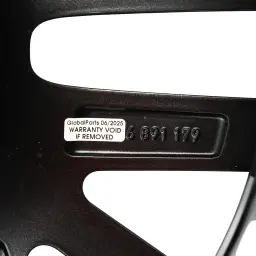 GlobalParts 06/2025
WARRANTY VOID
IF REMOVED
6 891 179